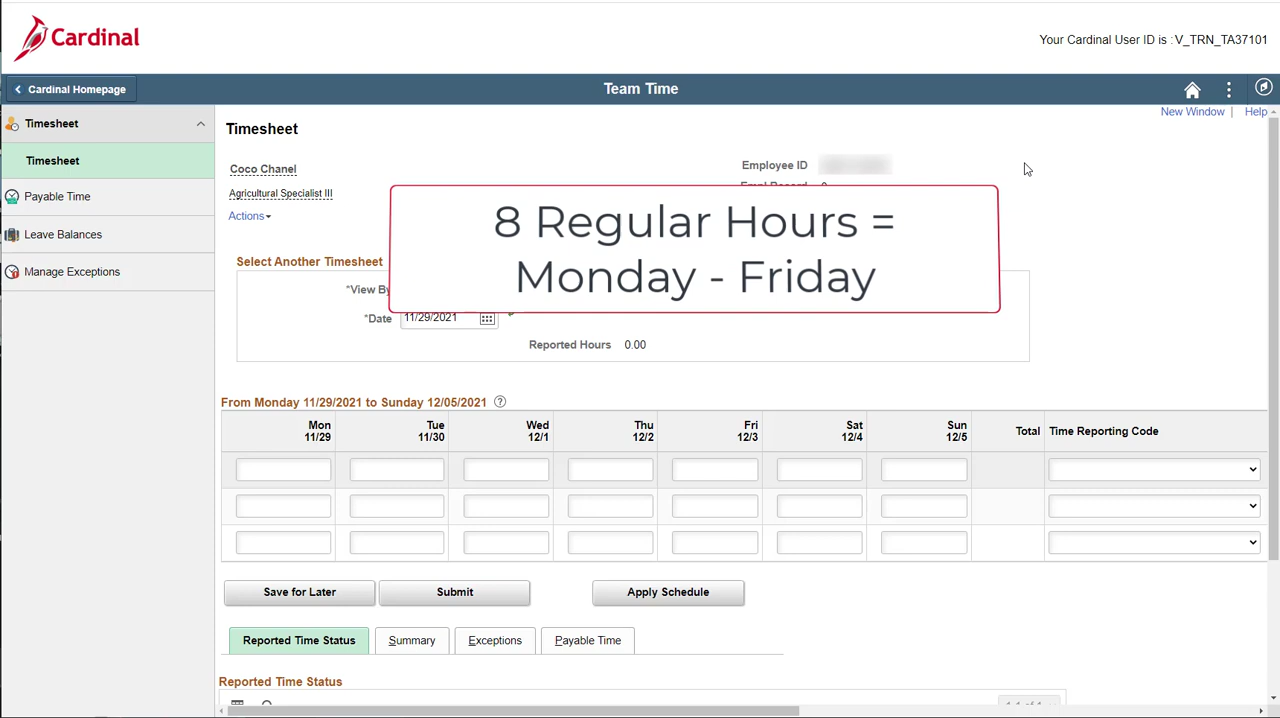 Cardinal
Your Cardinal User ID is : V_TRN_TA37101
Cardinal Homepage
Team Time
New Window | Help
Timesheet
Timesheet
Payable Time
Leave Balances
Manage Exceptions
Timesheet
Coco Chanel
Employee ID
Agricultural Specialist III
Actions
8 Regular Hours =
Monday - Friday
Select Another Timesheet
*View By
*Date 11/29/2021
Reported Hours 0.00
From Monday 11/29/2021 to Sunday 12/05/2021
Mon 11/29
Tue 11/30
Wed 12/1
Thu 12/2
Fri 12/3
Sat 12/4
Sun 12/5
Total
Time Reporting Code
Save for Later
Submit
Apply Schedule
Reported Time Status
Summary
Exceptions
Payable Time
Reported Time Status